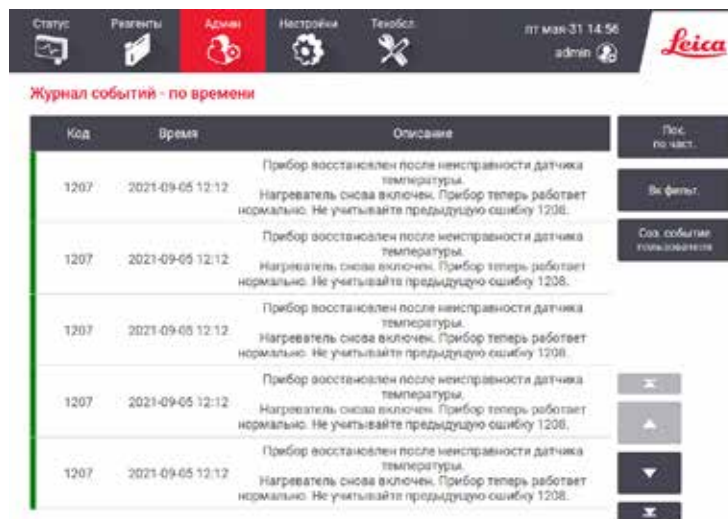 Статус Реагенты Админ Настройки Техобсл.
пт мая-31 14:56
admin
Leica
Журнал событий - по времени
Код Время Описание
Пок. по част.
1207 2021-09-05 12:12 Прибор восстановлен после неисправности датчика
температуры.
Нагреватель снова включен. Прибор теперь работает
нормально. Не учитывайте предыдущую ошибку 1208.
Вк фильт.
1207 2021-09-05 12:12 Прибор восстановлен после неисправности датчика
температуры.
Нагреватель снова включен. Прибор теперь работает
нормально. Не учитывайте предыдущую ошибку 1208.
Соз. событие
пользователя
1207 2021-09-05 12:12 Прибор восстановлен после неисправности датчика
температуры.
Нагреватель снова включен. Прибор теперь работает
нормально. Не учитывайте предыдущую ошибку 1208.
1207 2021-09-05 12:12 Прибор восстановлен после неисправности датчика
температуры.
Нагреватель снова включен. Прибор теперь работает
нормально. Не учитывайте предыдущую ошибку 1208.
1207 2021-09-05 12:12 Прибор восстановлен после неисправности датчика
температуры.
Нагреватель снова включен. Прибор теперь работает
нормально. Не учитывайте предыдущую ошибку 1208.